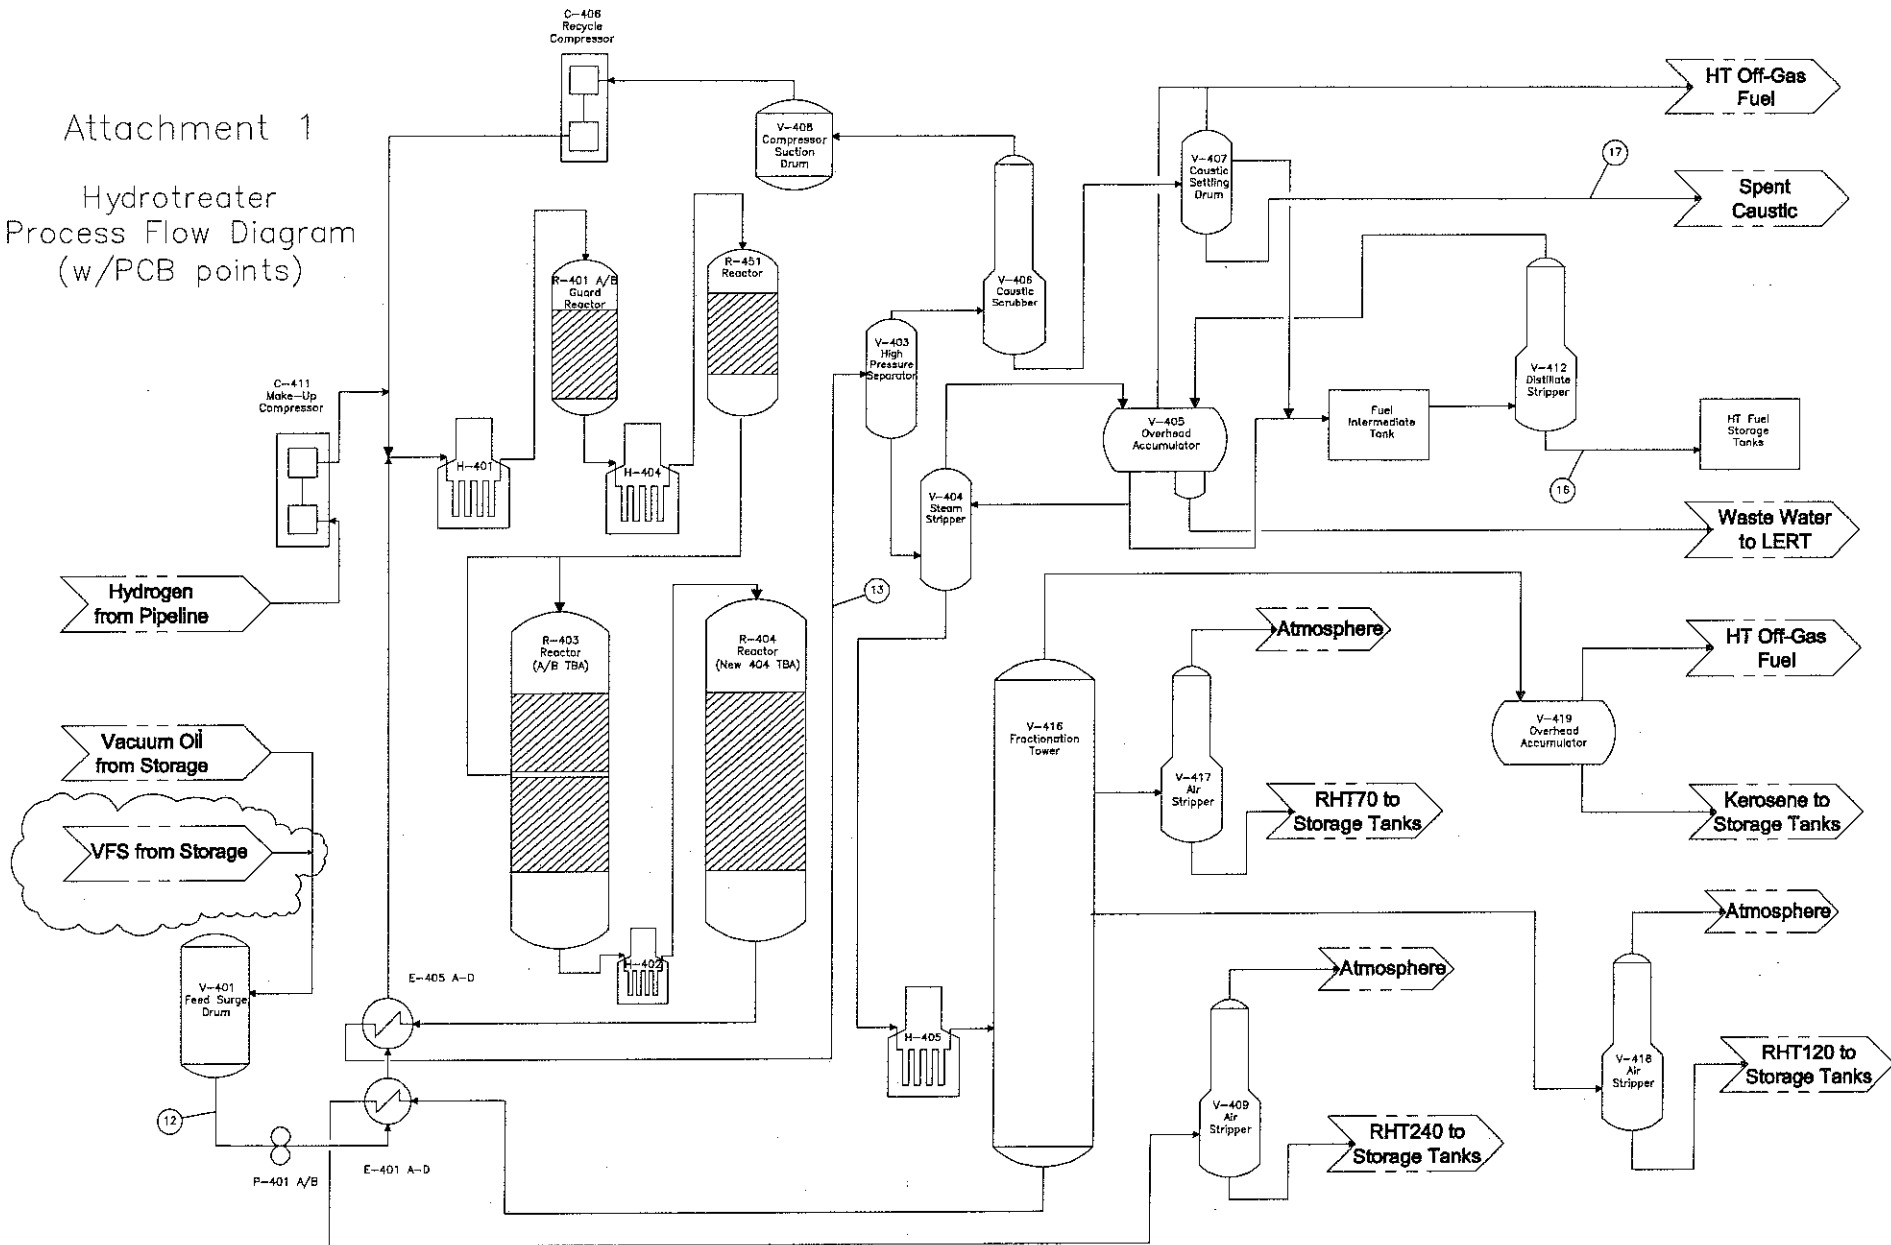 C-406
Recycle
Compressor
Attachment 1
Hydrotreater
Process Flow Diagram
(w/PCB points)
V-408
Compressor
Suction
Drum
HT Off-Gas
Fuel
V-407
Caustic
Settling
Drum
17
Spent
Caustic
R-401 A/B
Guard
Reactor
R-451
Reactor
V-406
Caustic
Scrubber
V-403
High
Pressure
Separator
V-412
Distillate
Stripper
C-411
Make-Up
Compressor
V-405
Overhead
Accumulator
Fuel
Intermediate
Tank
HT Fuel
Storage
Tanks
H-401
H-404
16
V-404
Steam
Stripper
Waste Water
to LERT
Hydrogen
from Pipeline
13
Atmosphere
R-403
Reactor
(A/B TBA)
R-404
Reactor
(New 404 TBA)
HT Off-Gas
Fuel
V-416
Fractionation
Tower
V-419
Overhead
Accumulator
Vacuum Oil
from Storage
V-417
Air
Stripper
RHT70 to
Storage Tanks
Kerosene to
Storage Tanks
VFS from Storage
Atmosphere
H-402
E-405 A-D
Atmosphere
V-401
Feed Surge
Drum
H-405
V-418
Air
Stripper
RHT120 to
Storage Tanks
12
V-409
Air
Stripper
RHT240 to
Storage Tanks
P-401 A/B
E-401 A-D